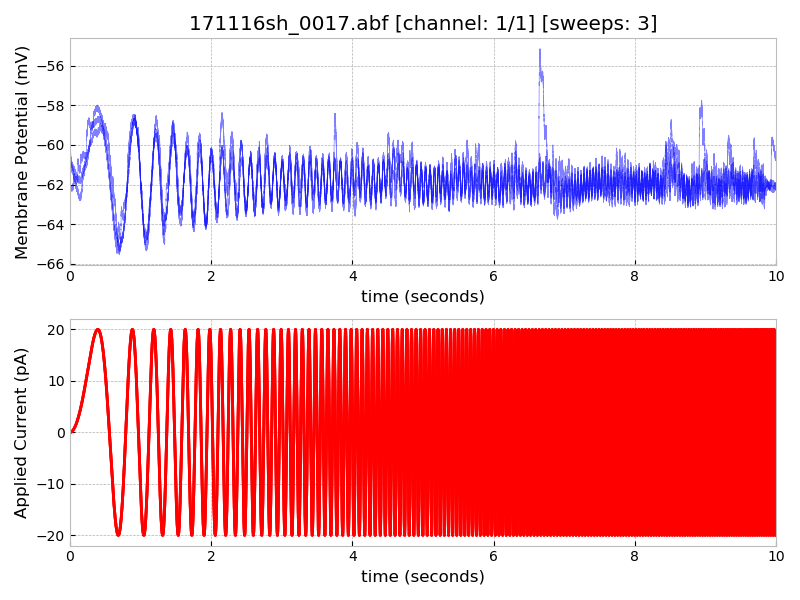 171116sh_0017.abf [channel: 1/1] [sweeps: 3]
Membrane Potential (mV)
−56
−58
−60
−62
−64
−66
0 2 4 6 8 10
time (seconds)
Applied Current (pA)
20
10
0
−10
−20
0 2 4 6 8 10
time (seconds)